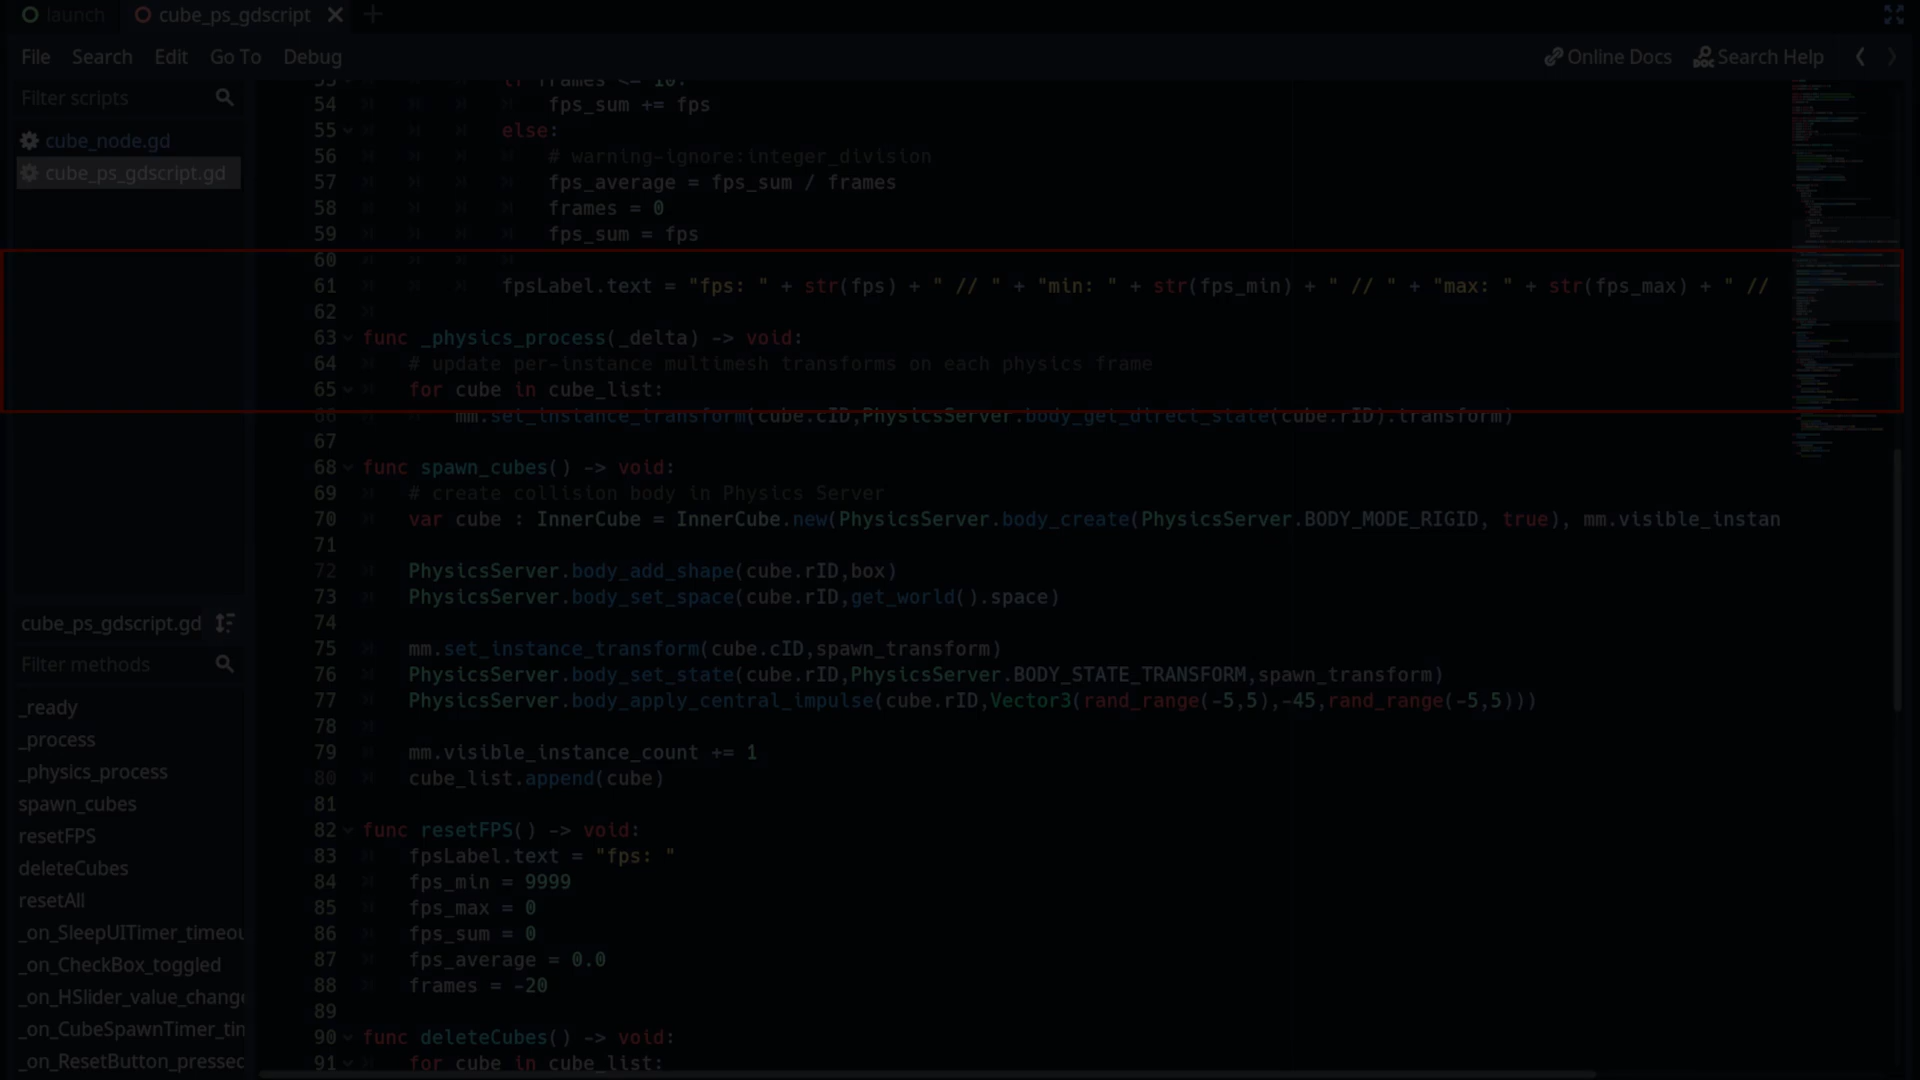 launch
cube_ps_gdscript
File Search Edit Go To Debug
Online Docs Search Help
Filter scripts
cube_node.gd
cube_ps_gdscript.gd
cube_ps_gdscript.gd
Filter methods
_ready
_process
_physics_process
spawn_cubes
resetFPS
deleteCubes
resetAll
_on_SleepUITimer_timeou
_on_CheckBox_toggled
_on_HSlider_value_change
_on_CubeSpawnTimer_tin
_on_ResetButton_pressed
53 if frames <= 10:
54 fps_sum += fps
55 else:
56 # warning-ignore:integer_division
57 fps_average = fps_sum / frames
58 frames = 0
59 fps_sum = fps
60
61 fpsLabel.text = "fps: " + str(fps) + " // " + "min: " + str(fps_min) + " // " + "max: " + str(fps_max) + " //
62
63 func _physics_process(_delta) -> void:
64 # update per-instance multimesh transforms on each physics frame
65 for cube in cube_list:
66 mm.set_instance_transform(cube.cID,PhysicsServer.body_get_direct_state(cube.rID).transform)
67
68 func spawn_cubes() -> void:
69 # create collision body in Physics Server
70 var cube : InnerCube = InnerCube.new(PhysicsServer.body_create(PhysicsServer.BODY_MODE_RIGID, true), mm.visible_instan
71
72 PhysicsServer.body_add_shape(cube.rID,box)
73 PhysicsServer.body_set_space(cube.rID,get_world().space)
74
75 mm.set_instance_transform(cube.cID,spawn_transform)
76 PhysicsServer.body_set_state(cube.rID,PhysicsServer.BODY_STATE_TRANSFORM,spawn_transform)
77 PhysicsServer.body_apply_central_impulse(cube.rID,Vector3(rand_range(-5,5),-45,rand_range(-5,5)))
78
79 mm.visible_instance_count += 1
80 cube_list.append(cube)
81
82 func resetFPS() -> void:
83 fpsLabel.text = "fps: "
84 fps_min = 9999
85 fps_max = 0
86 fps_sum = 0
87 fps_average = 0.0
88 frames = -20
89
90 func deleteCubes() -> void:
91 for cube in cube_list: